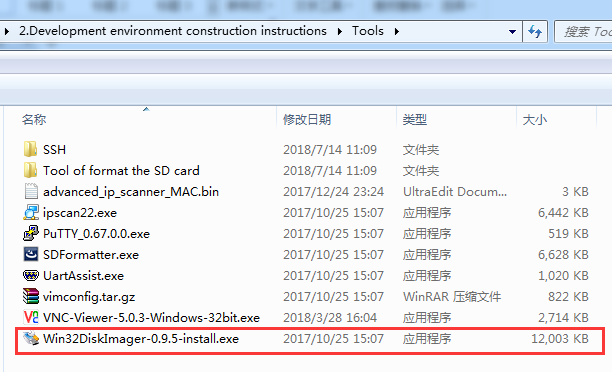 2.Development environment construction instructions Tools 搜索 Too
名称 修改日期 类型 大小
SSH 2018/7/14 11:09 文件夹
Tool of format the SD card 2018/7/14 11:09 文件夹
advanced_ip_scanner_MAC.bin 2017/12/24 23:24 UltraEdit Docum... 3 KB
ipscan22.exe 2017/10/25 15:07 应用程序 6,442 KB
PuTTY_0.67.0.0.exe 2017/10/25 15:07 应用程序 519 KB
SDFormatter.exe 2017/10/25 15:07 应用程序 6,628 KB
UartAssist.exe 2017/10/25 15:07 应用程序 1,020 KB
vimconfig.tar.gz 2017/10/25 15:07 WinRAR 压缩文件 822 KB
VNC-Viewer-5.0.3-Windows-32bit.exe 2018/3/28 16:04 应用程序 2,714 KB
Win32DiskImager-0.9.5-install.exe 2017/10/25 15:07 应用程序 12,003 KB